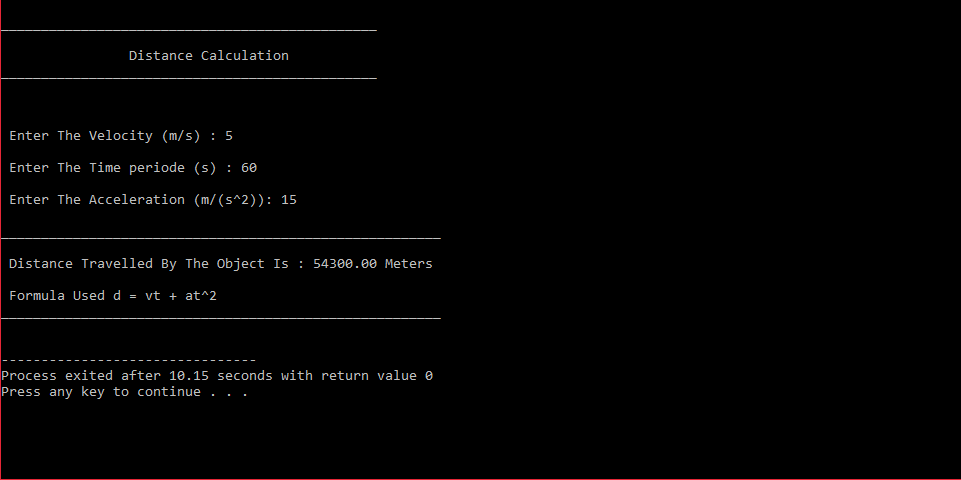 Distance Calculation
Enter The Velocity (m/s) : 5
Enter The Time periode (s) : 60
Enter The Acceleration (m/(s^2)): 15
Distance Travelled By The Object Is : 54300.00 Meters
Formula Used d = vt + at^2
--------------------------------
Process exited after 10.15 seconds with return value 0
Press any key to continue . . .